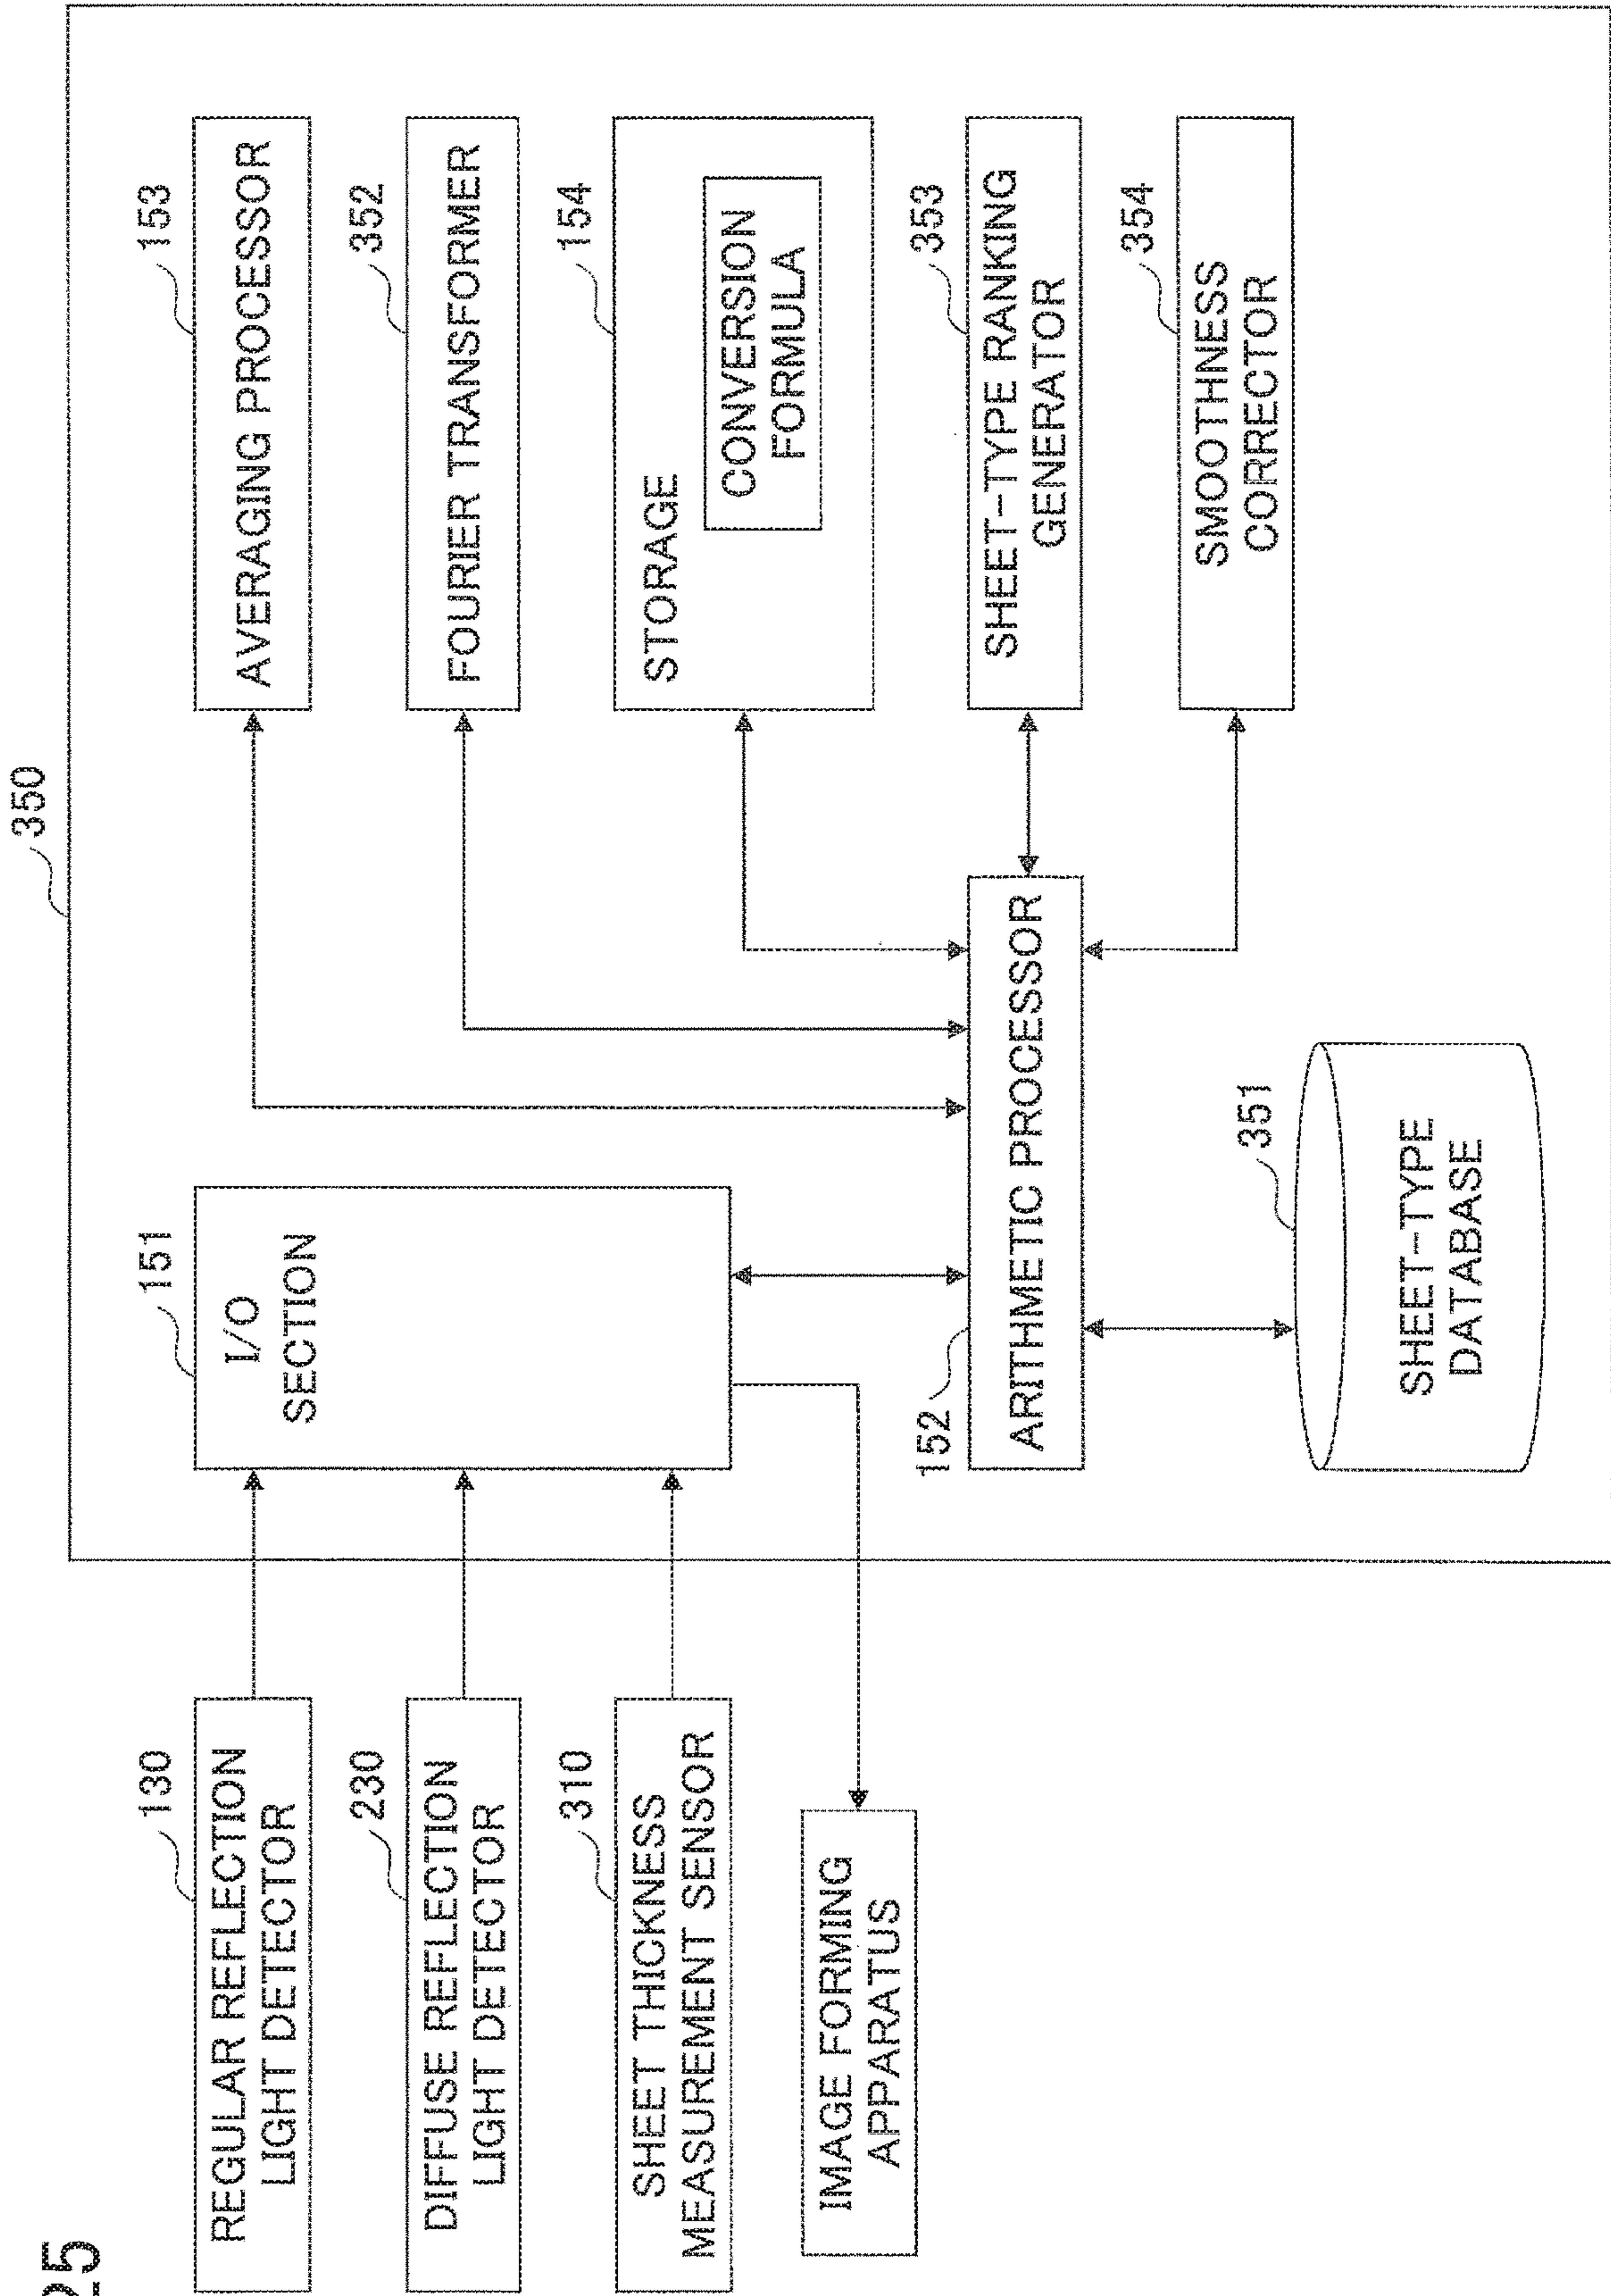 25
350
130
REGULAR REFLECTION
LIGHT DETECTOR
230
DIFFUSE REFLECTION
LIGHT DETECTOR
310
SHEET THICKNESS
MEASUREMENT SENSOR
IMAGE FORMING
APPARATUS
151
I/O
SECTION
152
ARITHMETIC PROCESSOR
351
SHEET-TYPE
DATABASE
153
AVERAGING PROCESSOR
352
FOURIER TRANSFORMER
154
STORAGE
CONVERSION
FORMULA
353
SHEET-TYPE RANKING
GENERATOR
354
SMOOTHNESS
CORRECTOR